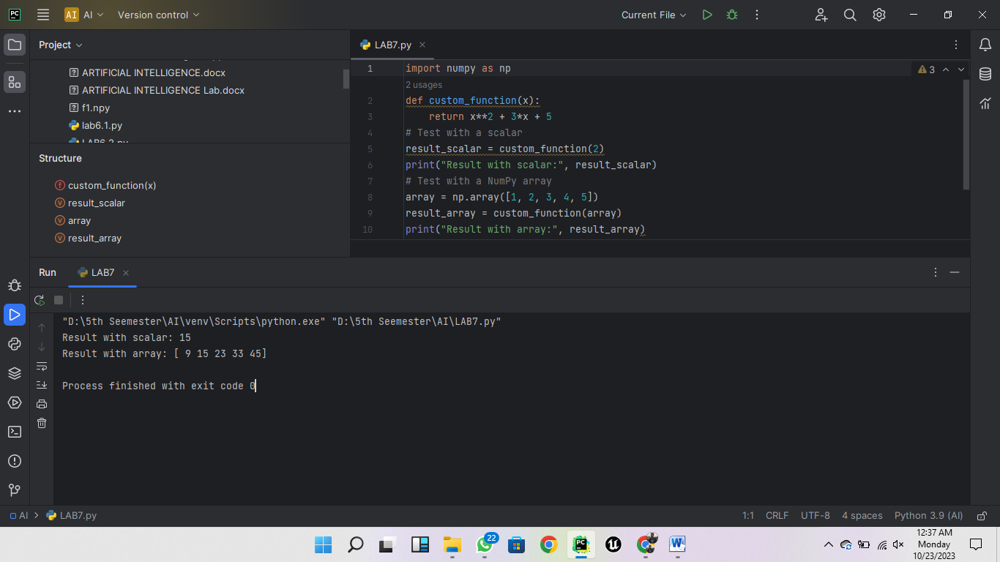 AI AI Version control Current File
Project
LAB7.py
ARTIFICIAL INTELLIGENCE.docx
ARTIFICIAL INTELLIGENCE Lab.docx
f1.npy
lab6.1.py
LAB6.2.py
Structure
custom_function(x)
result_scalar
array
result_array
3
1 import numpy as np
2 usages
2 def custom_function(x):
3 return x**2 + 3*x + 5
4 # Test with a scalar
5 result_scalar = custom_function(2)
6 print("Result with scalar:", result_scalar)
7 # Test with a NumPy array
8 array = np.array([1, 2, 3, 4, 5])
9 result_array = custom_function(array)
10 print("Result with array:", result_array)
Run LAB7
"D:\5th Seemester\AI\venv\Scripts\python.exe" "D:\5th Seemester\AI\LAB7.py"
Result with scalar: 15
Result with array: [ 9 15 23 33 45]
Process finished with exit code 0
AI LAB7.py 1:1 CRLF UTF-8 4 spaces Python 3.9 (AI)
22
12:37 AM
Monday
10/23/2023